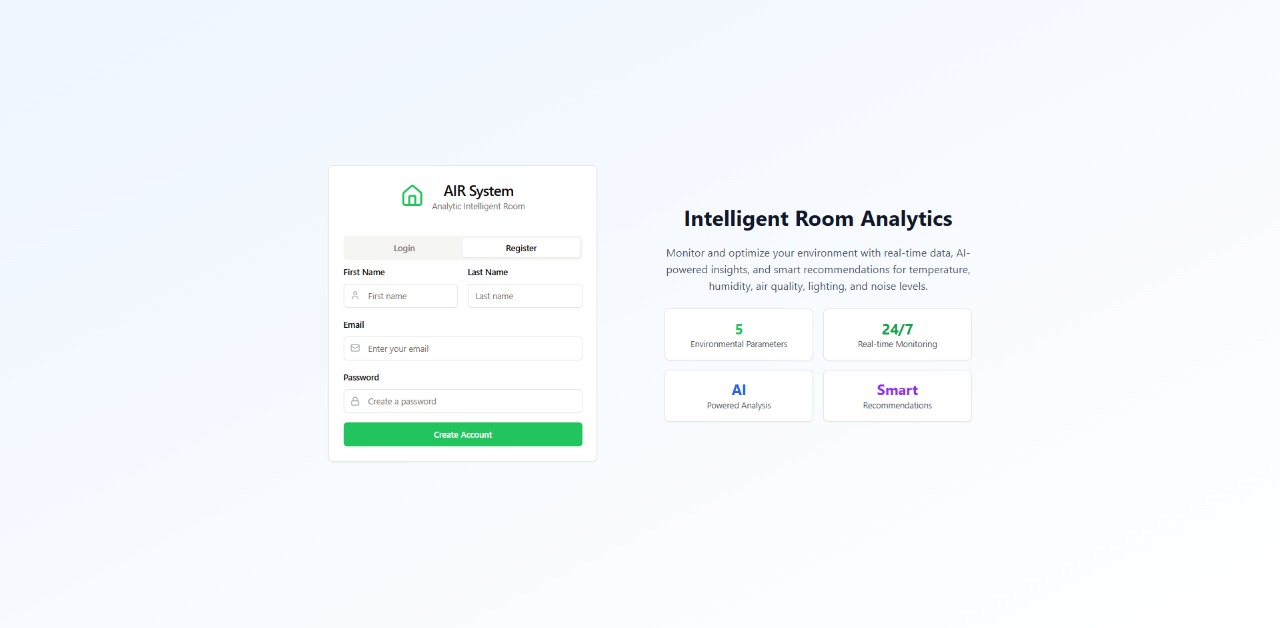 AIR System
Analytic Intelligent Room
Login
Register
First Name
Last Name
First name
Last name
Email
Enter your email
Password
Create a password
Create Account
Intelligent Room Analytics
Monitor and optimize your environment with real-time data, AI-
powered insights, and smart recommendations for temperature,
humidity, air quality, lighting, and noise levels.
5
Environmental Parameters
24/7
Real-time Monitoring
AI
Powered Analysis
Smart
Recommendations